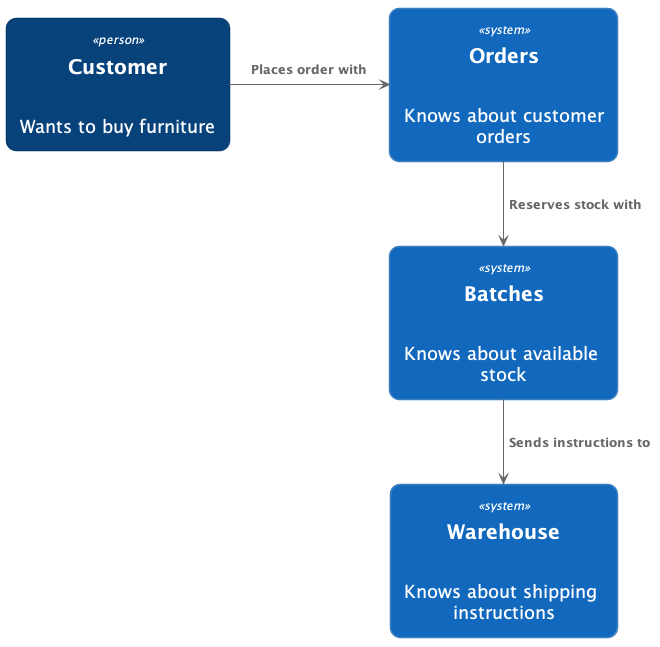 «person»
Customer
Wants to buy furniture
Places order with
«system»
Orders
Knows about customer
orders
Reserves stock with
«system»
Batches
Knows about available
stock
Sends instructions to
«system»
Warehouse
Knows about shipping
instructions